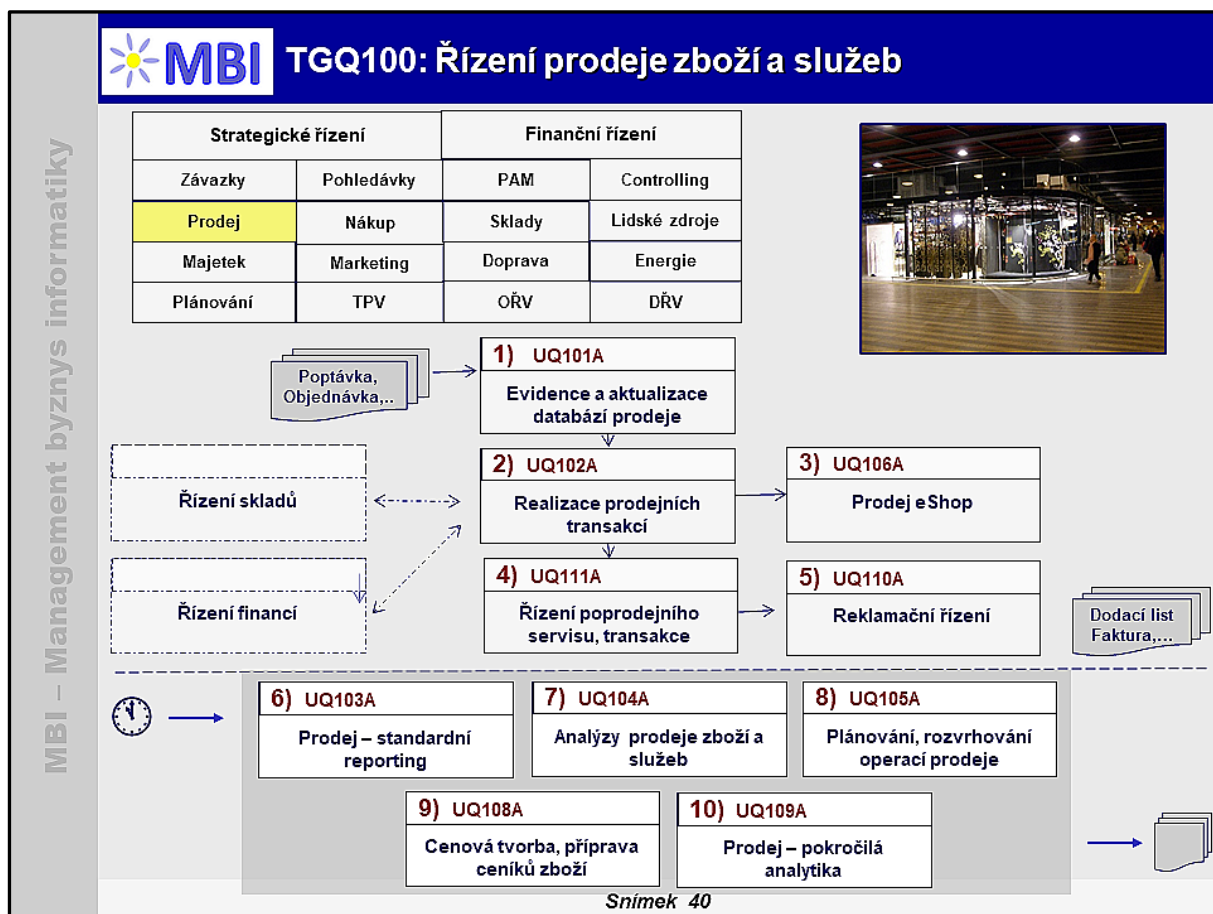 MBI – Management byznys informatiky
MBI
TGQ100: Řízení prodeje zboží a služeb
Strategické řízení
Finanční řízení
Závazky
Pohledávky
PAM
Controlling
Prodej
Nákup
Sklady
Lidské zdroje
Majetek
Marketing
Doprava
Energie
Plánování
TPV
OŘV
DŘV
Poptávka,
Objednávka,..
1) UQ101A
Evidence a aktualizace
databází prodeje
Řízení skladů
2) UQ102A
Realizace prodejních
transakcí
3) UQ106A
Prodej eShop
Řízení financí
4) UQ111A
Řízení poprodejního
servisu, transakce
5) UQ110A
Reklamační řízení
Dodací list
Faktura,...
6) UQ103A
Prodej – standardní
reporting
7) UQ104A
Analýzy prodeje zboží a
služeb
8) UQ105A
Plánování, rozvrhování
operací prodeje
9) UQ108A
Cenová tvorba, příprava
ceníků zboží
10) UQ109A
Prodej – pokročilá
analytika
Snímek 40